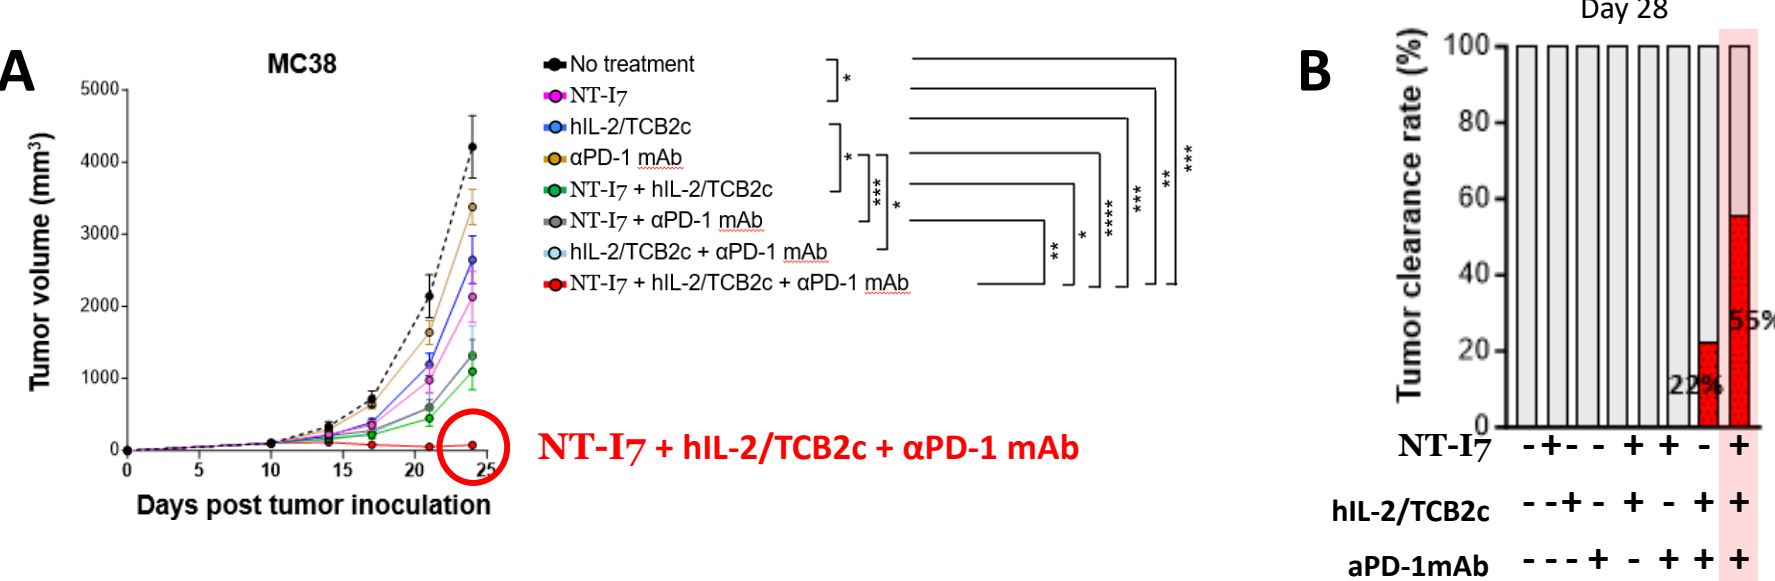 A
MC38
Tumor volume (mm³)
5000
4000
3000
2000
1000
0
0 5 10 15 20 25
Days post tumor inoculation
No treatment
NT-I7
hIL-2/TCB2c
αPD-1 mAb
NT-I7 + hIL-2/TCB2c
NT-I7 + αPD-1 mAb
hIL-2/TCB2c + αPD-1 mAb
NT-I7 + hIL-2/TCB2c + αPD-1 mAb
*
*
***
*
**
*
****
***
**
***
NT-I7 + hIL-2/TCB2c + αPD-1 mAb
B
Day 28
Tumor clearance rate (%)
100
80
60
40
20
0
22%
55%
NT-I7 - + - - + + - +
hIL-2/TCB2c - - + - + - + +
aPD-1mAb - - - + - + + +